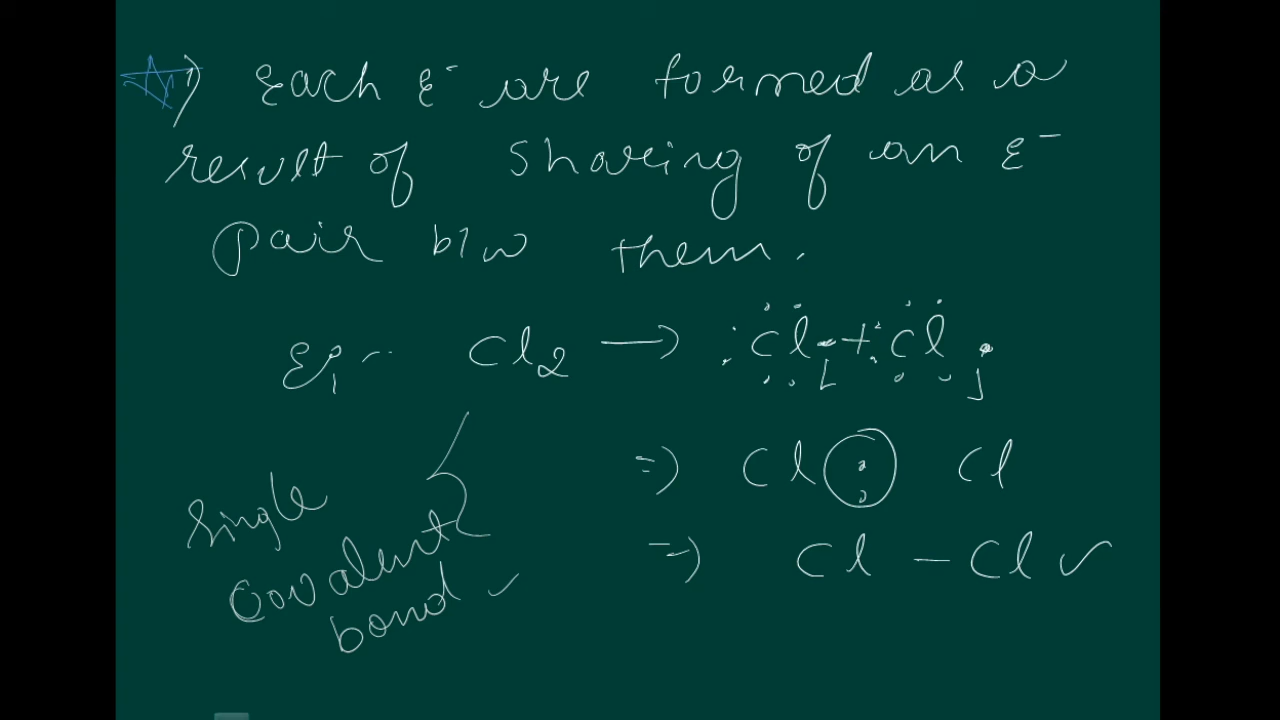 1) Each e⁻ are formed as a
result of sharing of an e⁻
pair b/w them.
Eg:- Cl₂ → :Cl· + :Cl·
⇒ Cl : Cl
⇒ Cl – Cl ✓
Single
Covalent
bond ✓